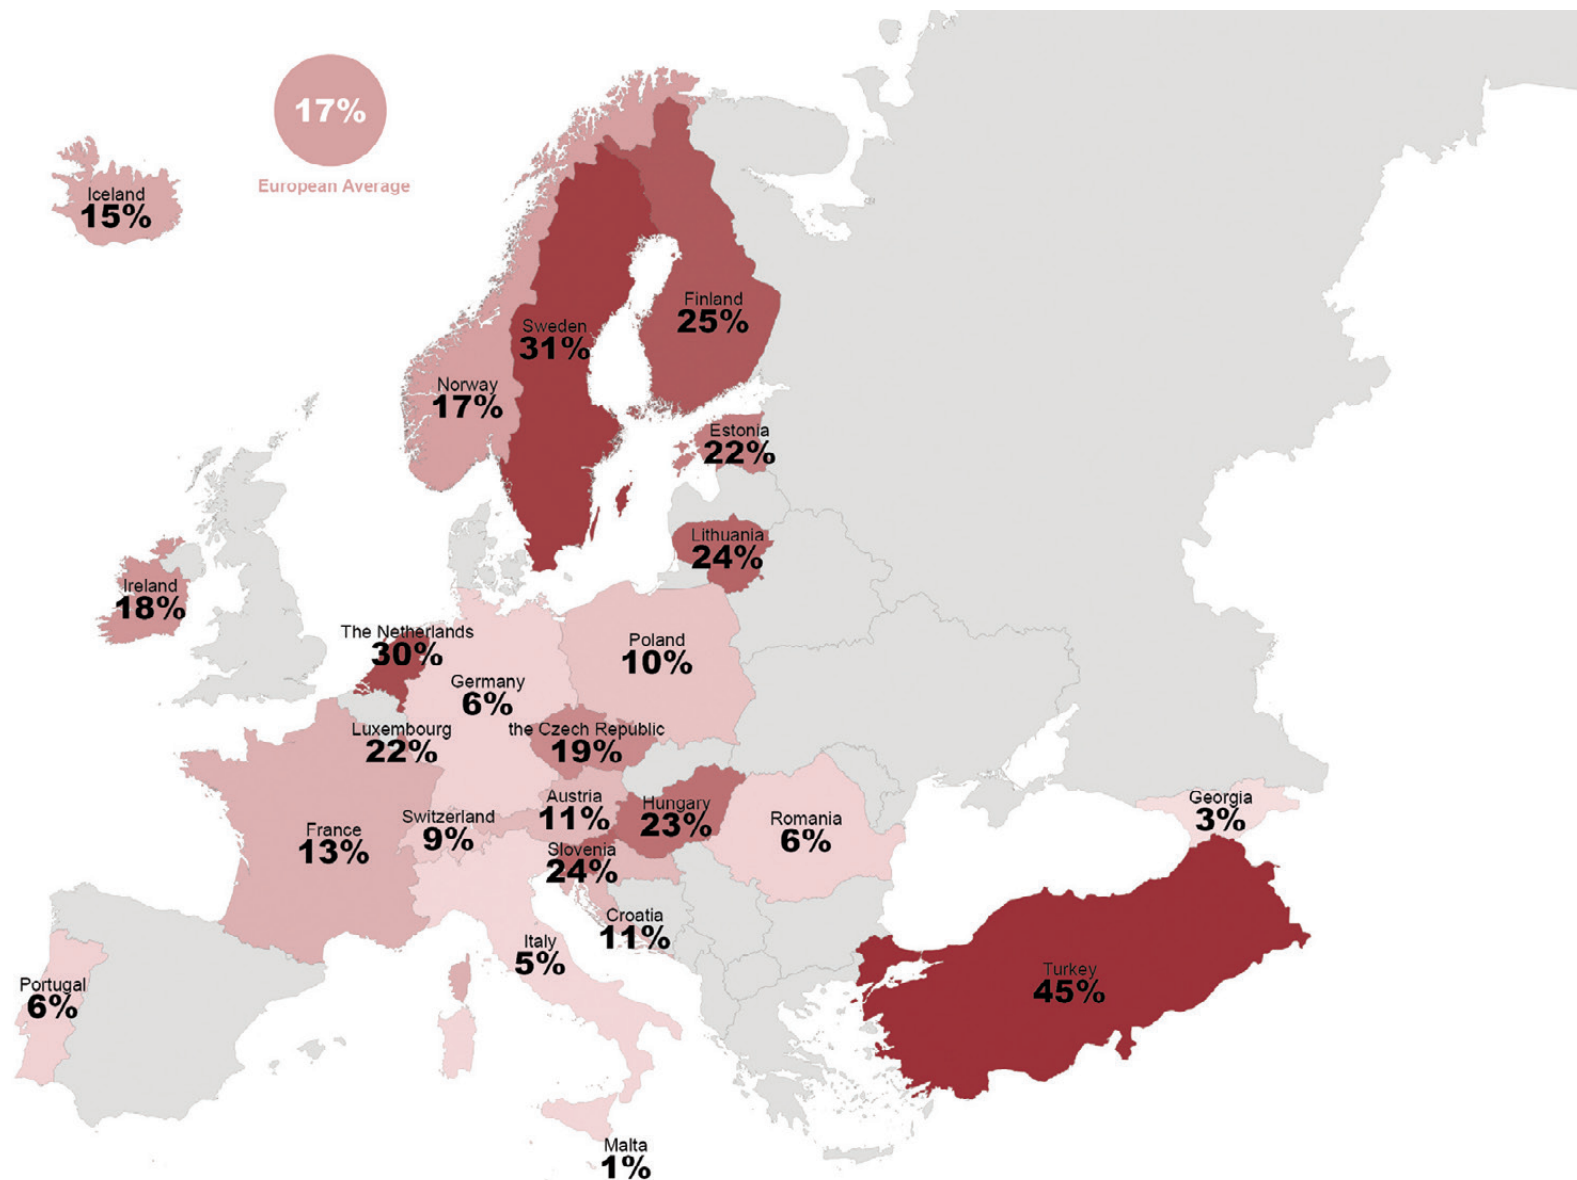 17%
European Average
Iceland
15%
Finland
25%
Sweden
31%
Norway
17%
Estonia
22%
Lithuania
24%
Ireland
18%
The Netherlands
30%
Poland
10%
Germany
6%
Luxembourg
22%
the Czech Republic
19%
Austria
11%
Hungary
23%
Switzerland
9%
France
13%
Romania
6%
Georgia
3%
Slovenia
24%
Croatia
11%
Italy
5%
Turkey
45%
Portugal
6%
Malta
1%